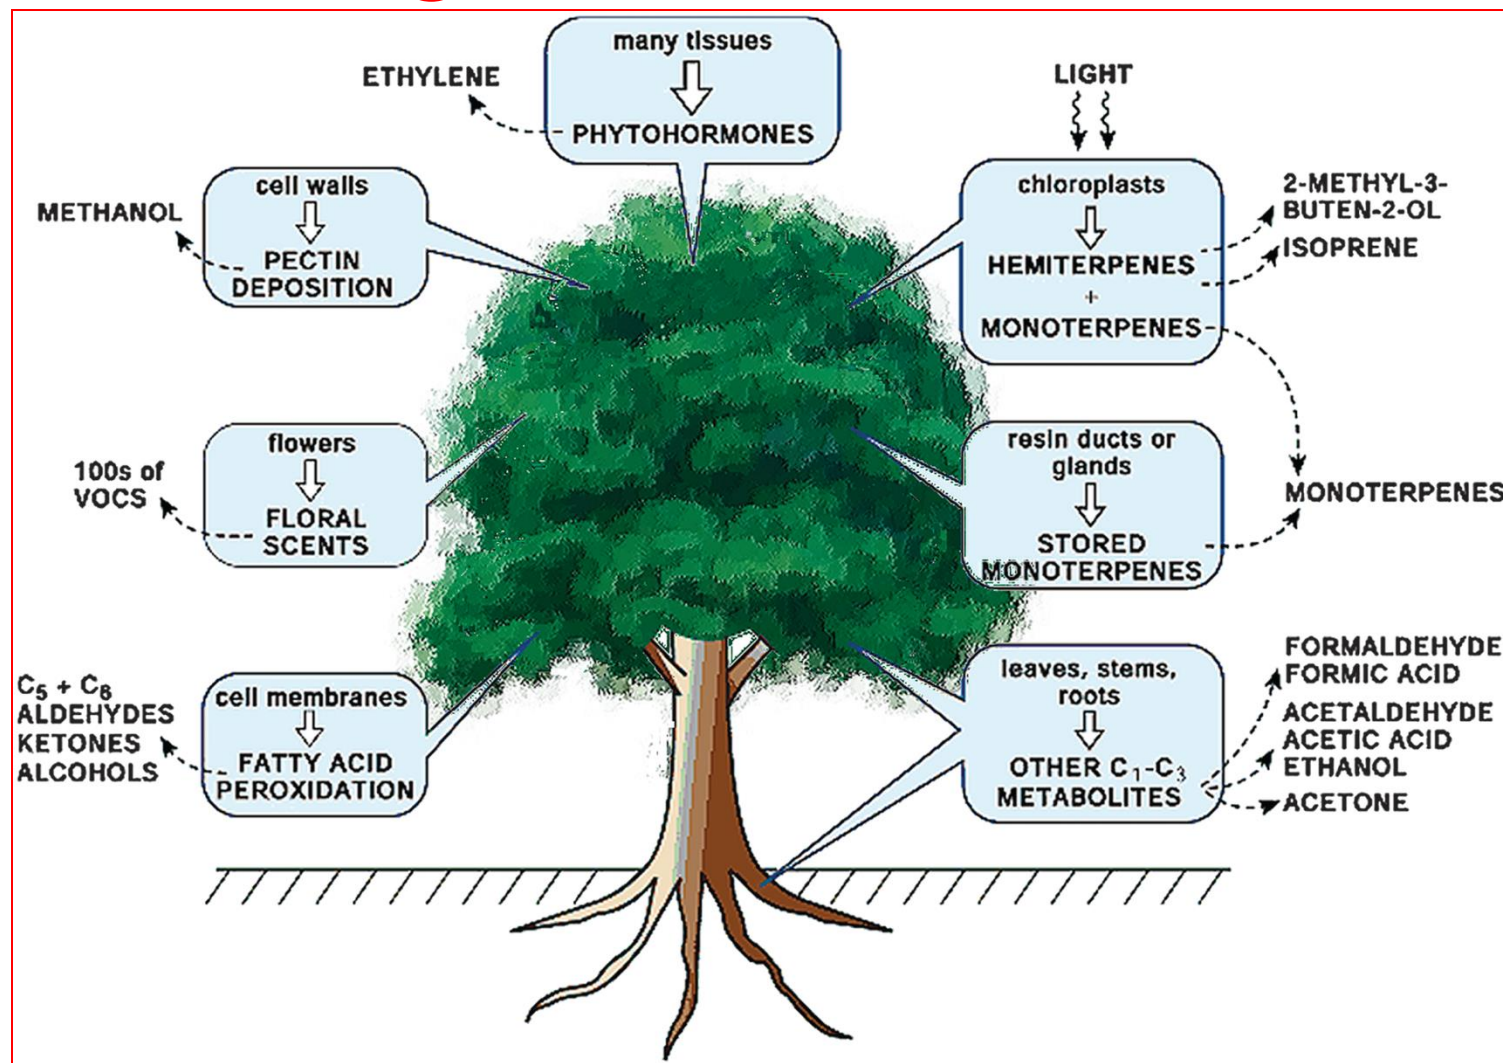 many tissues
PHYTOHORMONES
ETHYLENE
LIGHT
cell walls
PECTIN
DEPOSITION
METHANOL
chloroplasts
HEMITERPENES
+
MONOTERPENES
2-METHYL-3-
BUTEN-2-OL
ISOPRENE
flowers
FLORAL
SCENTS
100s of
VOCS
resin ducts or
glands
STORED
MONOTERPENES
MONOTERPENES
cell membranes
FATTY ACID
PEROXIDATION
C₅ + C₆
ALDEHYDES
KETONES
ALCOHOLS
leaves, stems,
roots
OTHER C₁-C₃
METABOLITES
FORMALDEHYDE
FORMIC ACID
ACETALDEHYDE
ACETIC ACID
ETHANOL
ACETONE